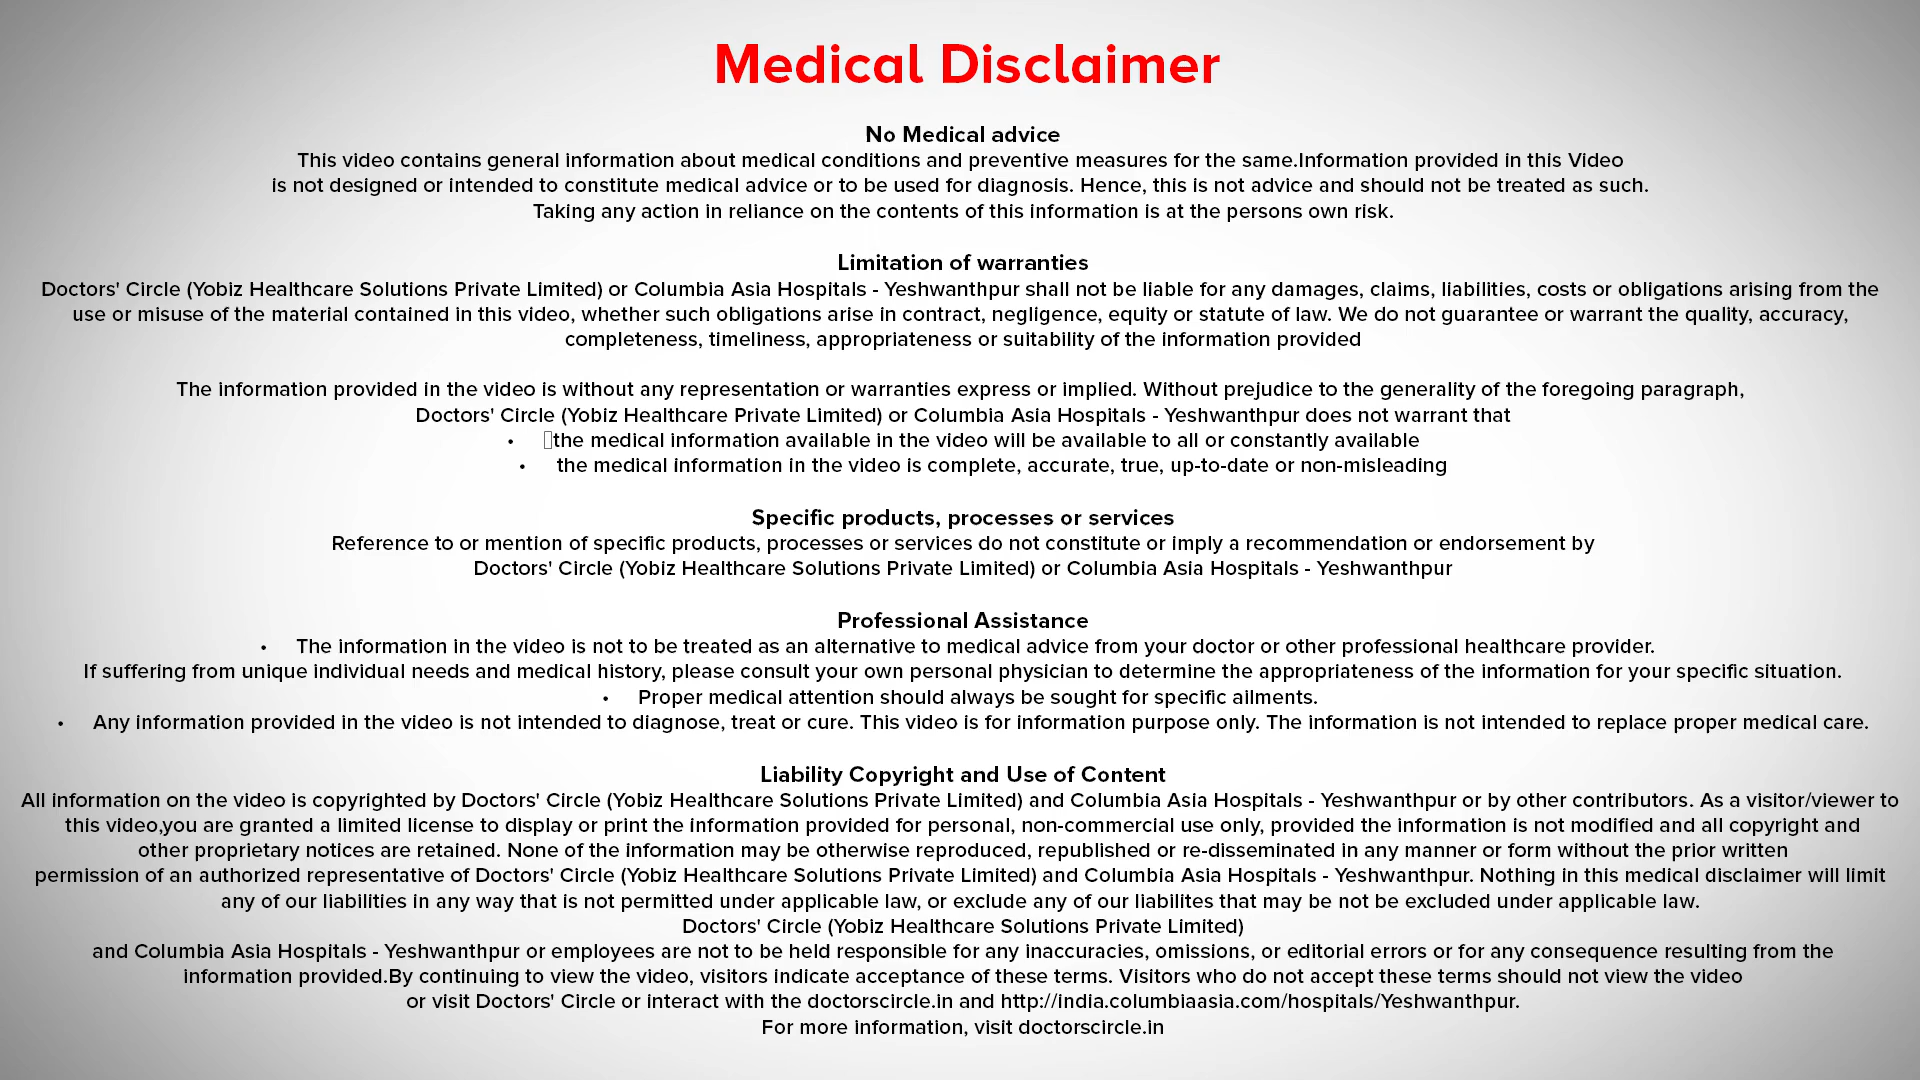 Medical Disclaimer
No Medical advice
This video contains general information about medical conditions and preventive measures for the same.Information provided in this Video
is not designed or intended to constitute medical advice or to be used for diagnosis. Hence, this is not advice and should not be treated as such.
Taking any action in reliance on the contents of this information is at the persons own risk.
Limitation of warranties
Doctors' Circle (Yobiz Healthcare Solutions Private Limited) or Columbia Asia Hospitals - Yeshwanthpur shall not be liable for any damages, claims, liabilities, costs or obligations arising from the
use or misuse of the material contained in this video, whether such obligations arise in contract, negligence, equity or statute of law. We do not guarantee or warrant the quality, accuracy,
completeness, timeliness, appropriateness or suitability of the information provided
The information provided in the video is without any representation or warranties express or implied. Without prejudice to the generality of the foregoing paragraph,
Doctors' Circle (Yobiz Healthcare Private Limited) or Columbia Asia Hospitals - Yeshwanthpur does not warrant that
• the medical information available in the video will be available to all or constantly available
• the medical information in the video is complete, accurate, true, up-to-date or non-misleading
Specific products, processes or services
Reference to or mention of specific products, processes or services do not constitute or imply a recommendation or endorsement by
Doctors' Circle (Yobiz Healthcare Solutions Private Limited) or Columbia Asia Hospitals - Yeshwanthpur
Professional Assistance
• The information in the video is not to be treated as an alternative to medical advice from your doctor or other professional healthcare provider.
If suffering from unique individual needs and medical history, please consult your own personal physician to determine the appropriateness of the information for your specific situation.
• Proper medical attention should always be sought for specific ailments.
• Any information provided in the video is not intended to diagnose, treat or cure. This video is for information purpose only. The information is not intended to replace proper medical care.
Liability Copyright and Use of Content
All information on the video is copyrighted by Doctors' Circle (Yobiz Healthcare Solutions Private Limited) and Columbia Asia Hospitals - Yeshwanthpur or by other contributors. As a visitor/viewer to
this video,you are granted a limited license to display or print the information provided for personal, non-commercial use only, provided the information is not modified and all copyright and
other proprietary notices are retained. None of the information may be otherwise reproduced, republished or re-disseminated in any manner or form without the prior written
permission of an authorized representative of Doctors' Circle (Yobiz Healthcare Solutions Private Limited) and Columbia Asia Hospitals - Yeshwanthpur. Nothing in this medical disclaimer will limit
any of our liabilities in any way that is not permitted under applicable law, or exclude any of our liabilites that may be not be excluded under applicable law.
Doctors' Circle (Yobiz Healthcare Solutions Private Limited)
and Columbia Asia Hospitals - Yeshwanthpur or employees are not to be held responsible for any inaccuracies, omissions, or editorial errors or for any consequence resulting from the
information provided.By continuing to view the video, visitors indicate acceptance of these terms. Visitors who do not accept these terms should not view the video
or visit Doctors' Circle or interact with the doctorscircle.in and http://india.columbiaasia.com/hospitals/Yeshwanthpur.
For more information, visit doctorscircle.in